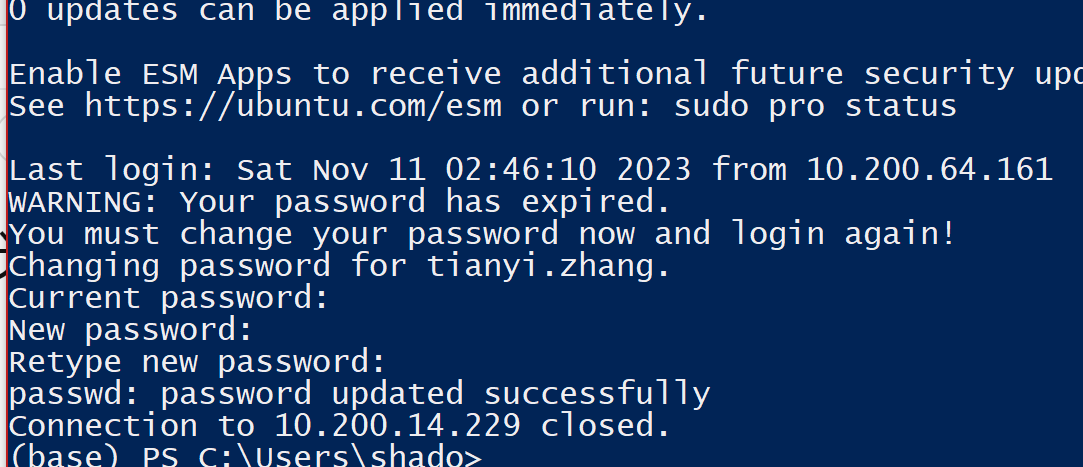 0 updates can be applied immediately.
Enable ESM Apps to receive additional future security upd
See https://ubuntu.com/esm or run: sudo pro status
Last login: Sat Nov 11 02:46:10 2023 from 10.200.64.161
WARNING: Your password has expired.
You must change your password now and login again!
Changing password for tianyi.zhang.
Current password:
New password:
Retype new password:
passwd: password updated successfully
Connection to 10.200.14.229 closed.
(base) PS C:\Users\shado>